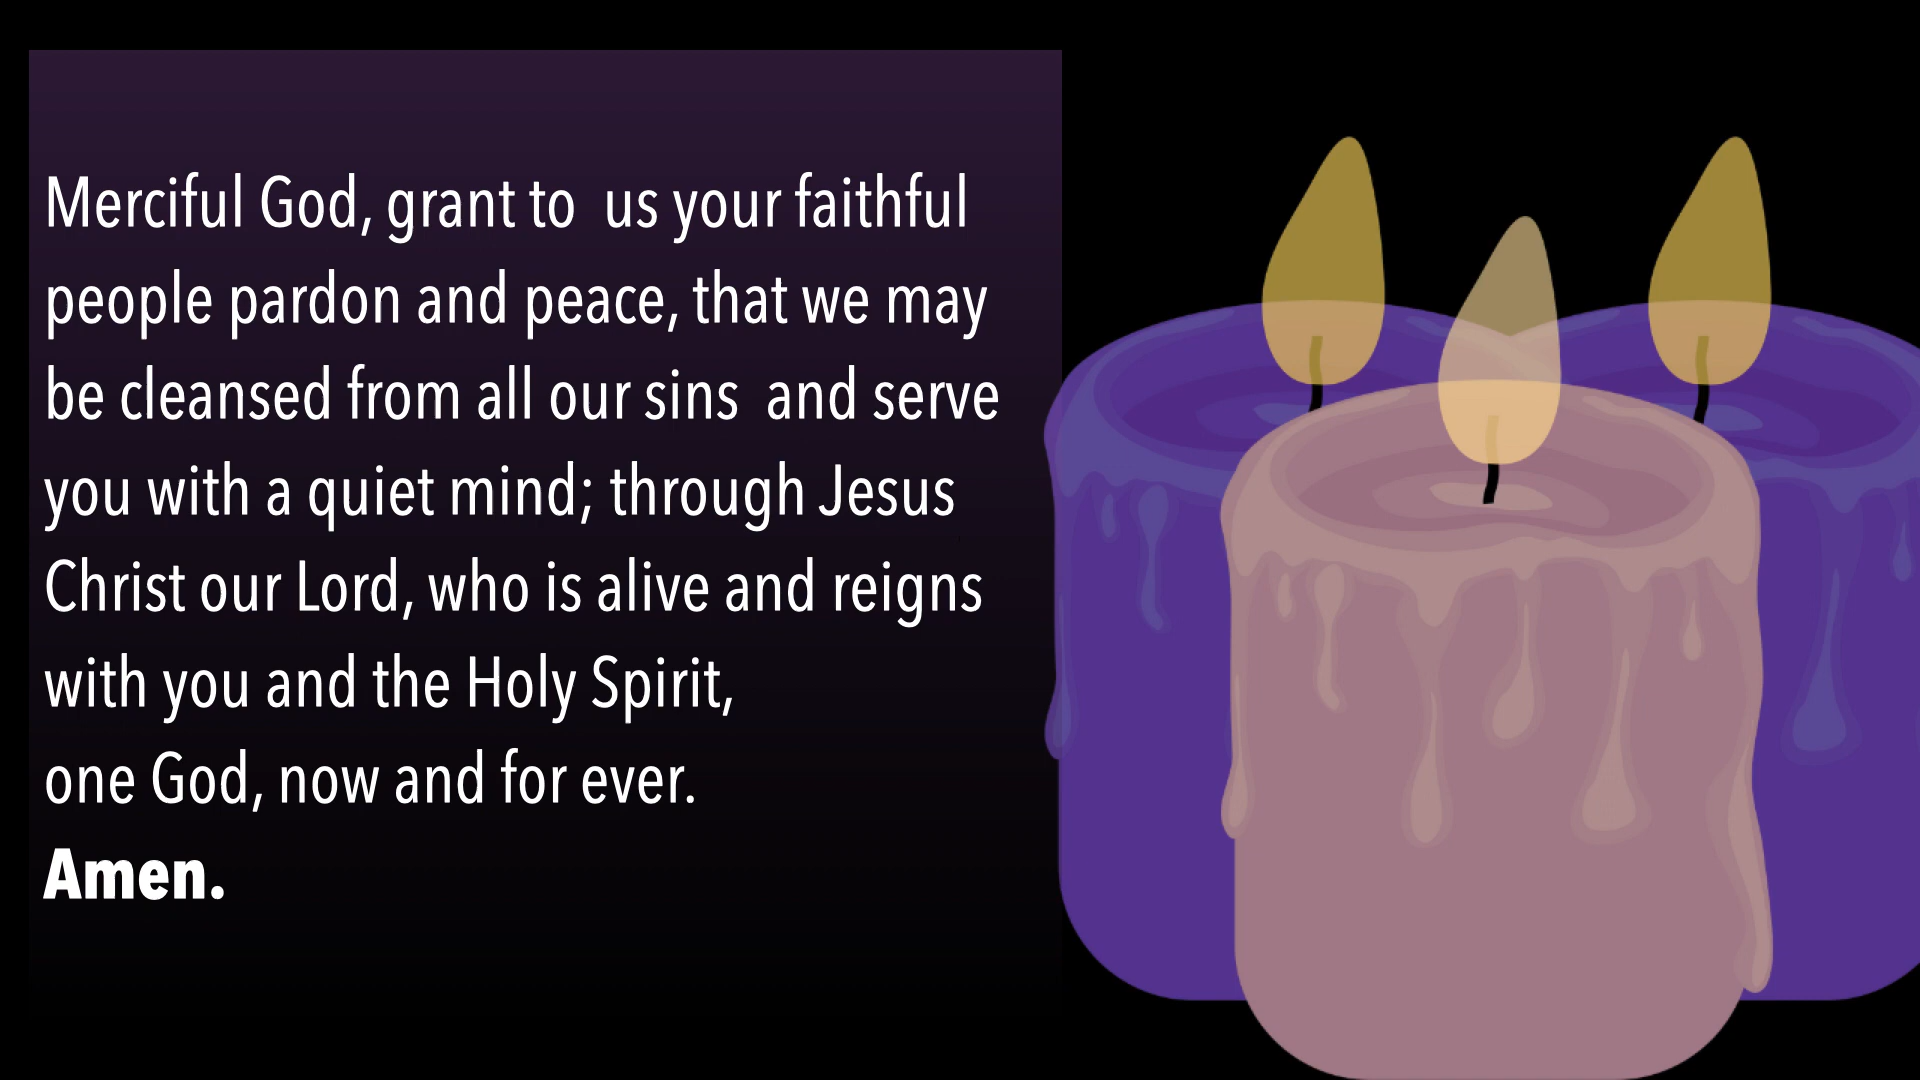 Merciful God, grant to  us your faithful
people pardon and peace, that we may
be cleansed from all our sins  and serve
you with a quiet mind; through Jesus
Christ our Lord, who is alive and reigns
with you and the Holy Spirit,
one God, now and for ever.
Amen.